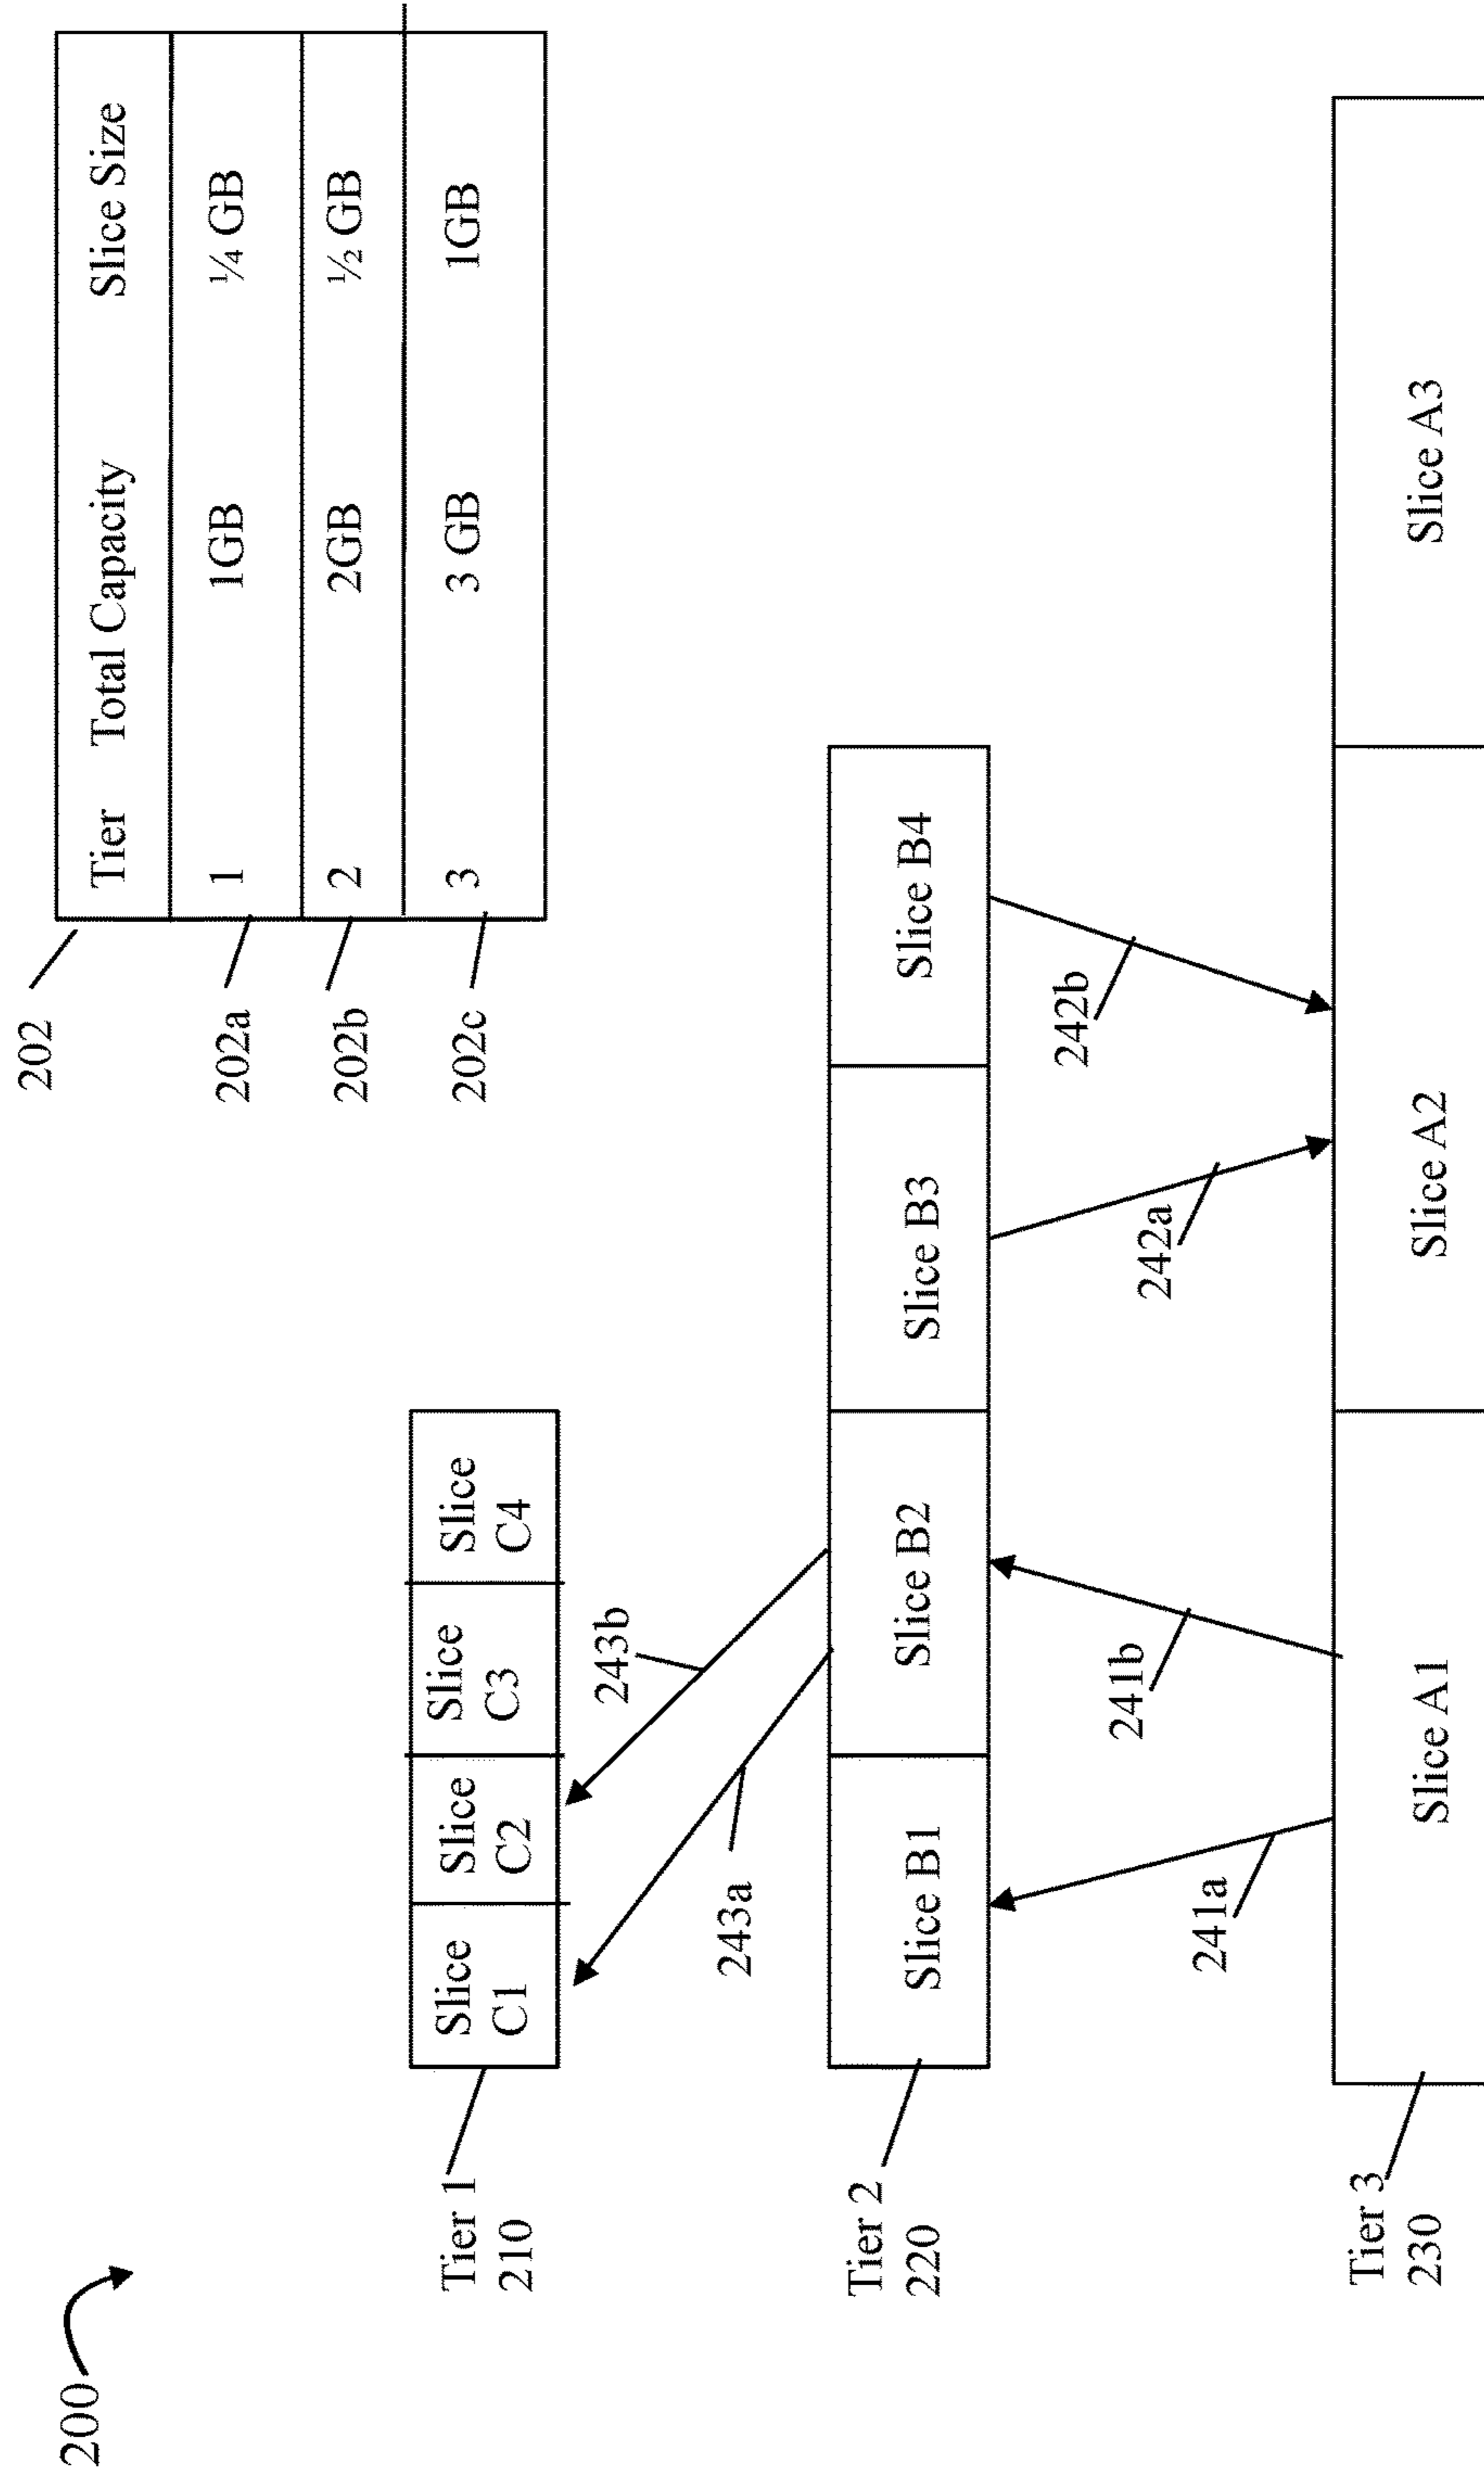 200
202
Tier Total Capacity Slice Size
202a
1 1GB ¼ GB
202b
2 2GB ½ GB
202c
3 3 GB 1GB
Tier 1
210
Slice
C1
Slice
C2
Slice
C3
Slice
C4
243a
243b
Tier 2
220
Slice B1
Slice B2
Slice B3
Slice B4
241a
241b
242a
242b
Tier 3
230
Slice A1
Slice A2
Slice A3